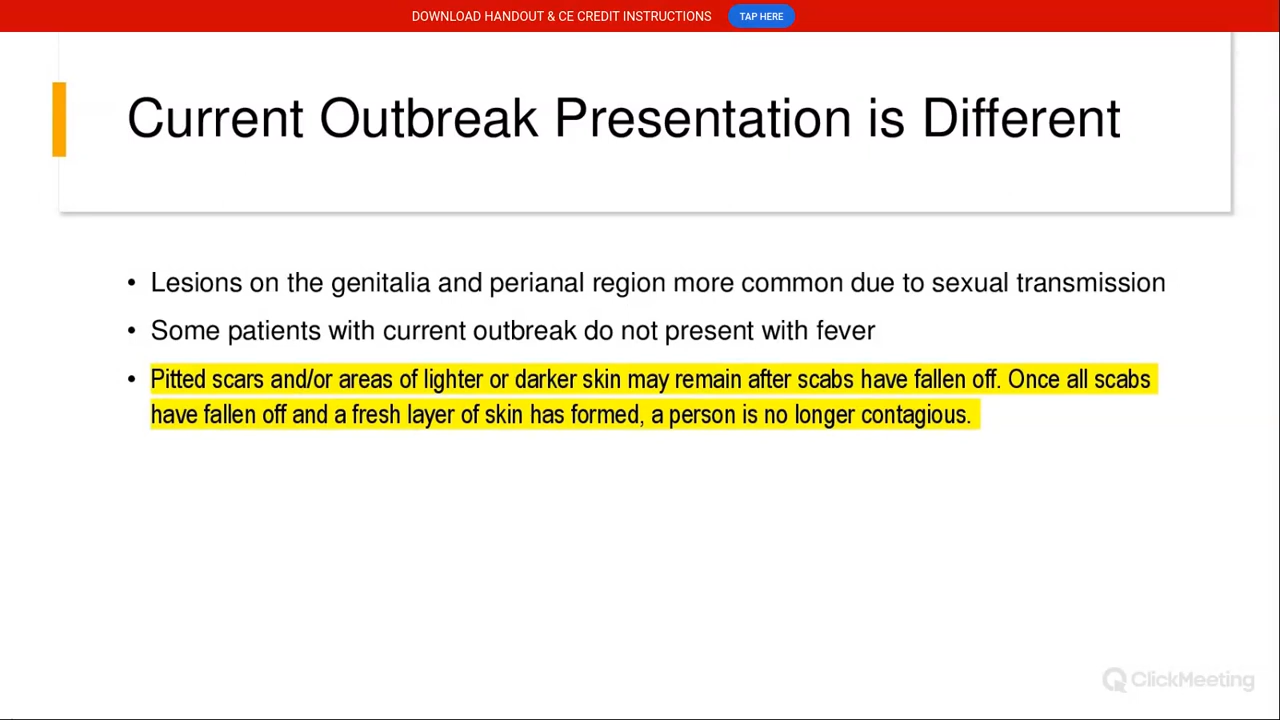 DOWNLOAD HANDOUT & CE CREDIT INSTRUCTIONS TAP HERE
Current Outbreak Presentation is Different
• Lesions on the genitalia and perianal region more common due to sexual transmission
• Some patients with current outbreak do not present with fever
• Pitted scars and/or areas of lighter or darker skin may remain after scabs have fallen off. Once all scabs
have fallen off and a fresh layer of skin has formed, a person is no longer contagious.
ClickMeeting